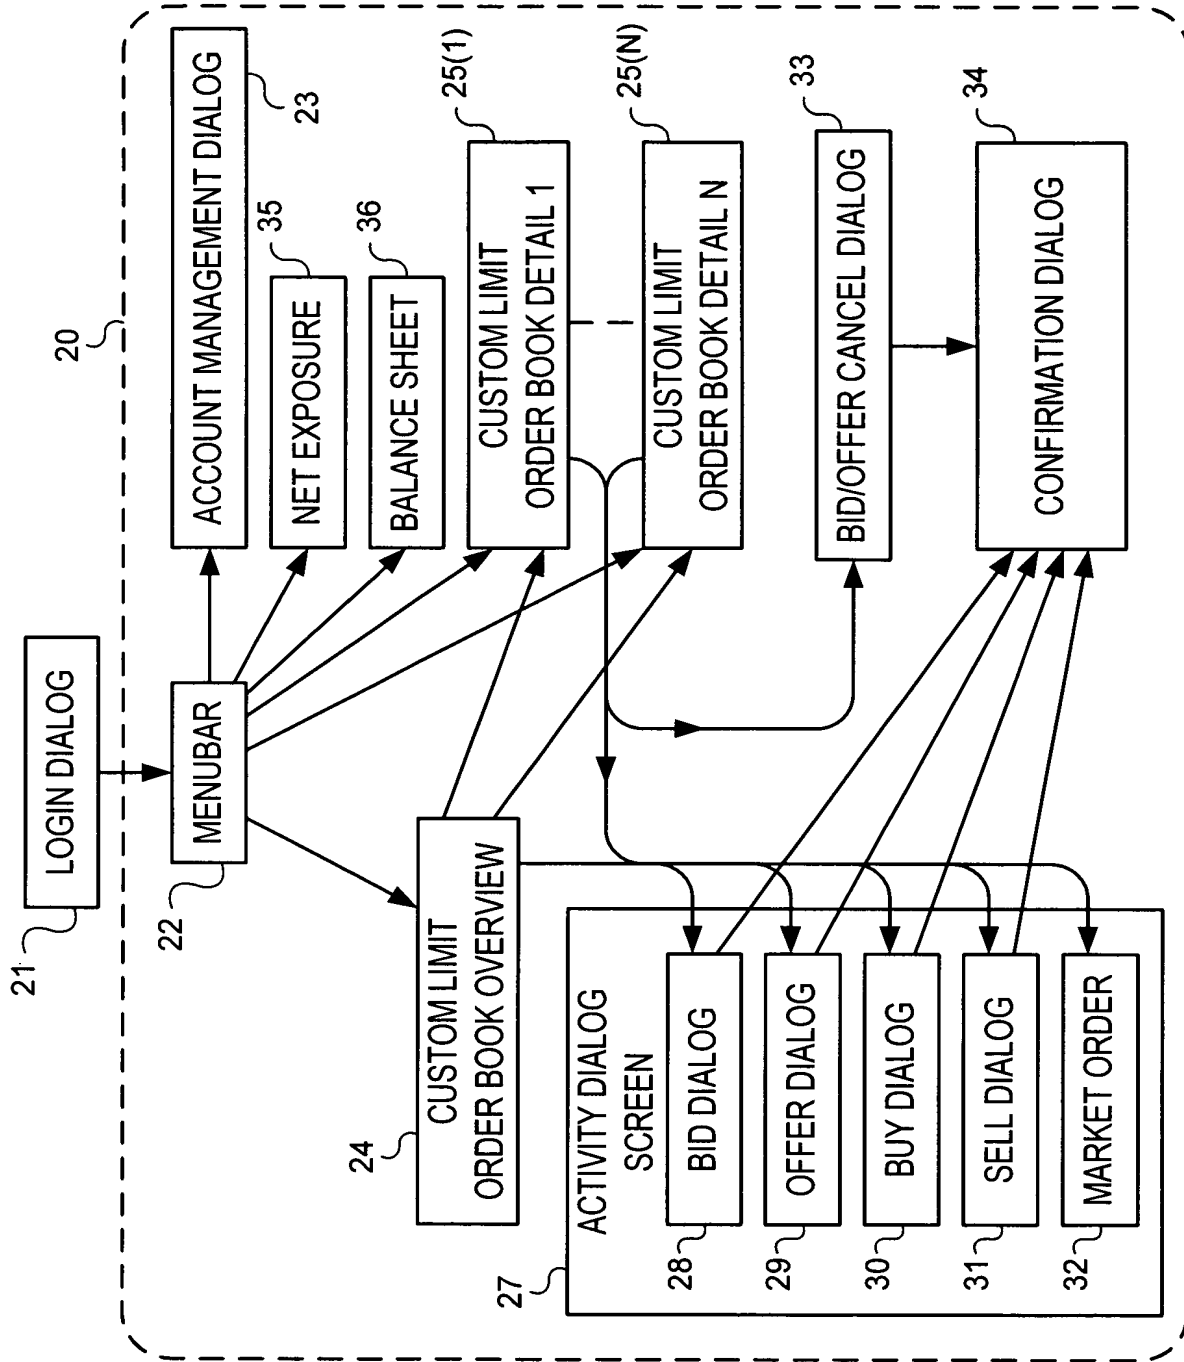 20
21
LOGIN DIALOG
22
MENUBAR
ACCOUNT MANAGEMENT DIALOG
23
NET EXPOSURE
35
BALANCE SHEET
36
24
CUSTOM LIMIT
ORDER BOOK OVERVIEW
CUSTOM LIMIT
ORDER BOOK DETAIL 1
25(1)
CUSTOM LIMIT
ORDER BOOK DETAIL N
25(N)
27
ACTIVITY DIALOG
SCREEN
28
BID DIALOG
29
OFFER DIALOG
30
BUY DIALOG
31
SELL DIALOG
32
MARKET ORDER
BID/OFFER CANCEL DIALOG
33
CONFIRMATION DIALOG
34